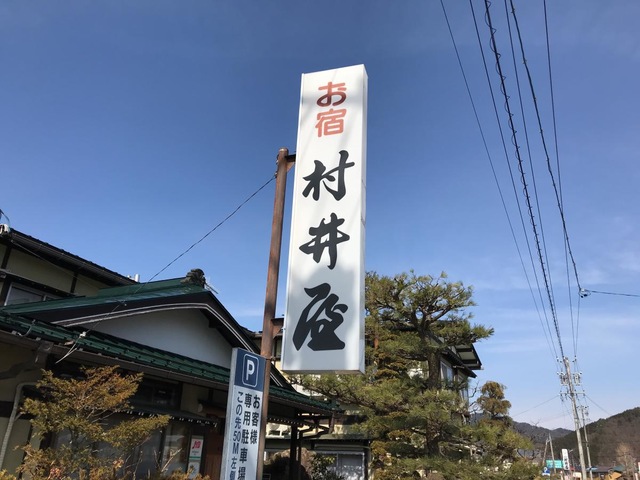 お宿
村井屋
P
お客様
専用駐車場
この先50M左側